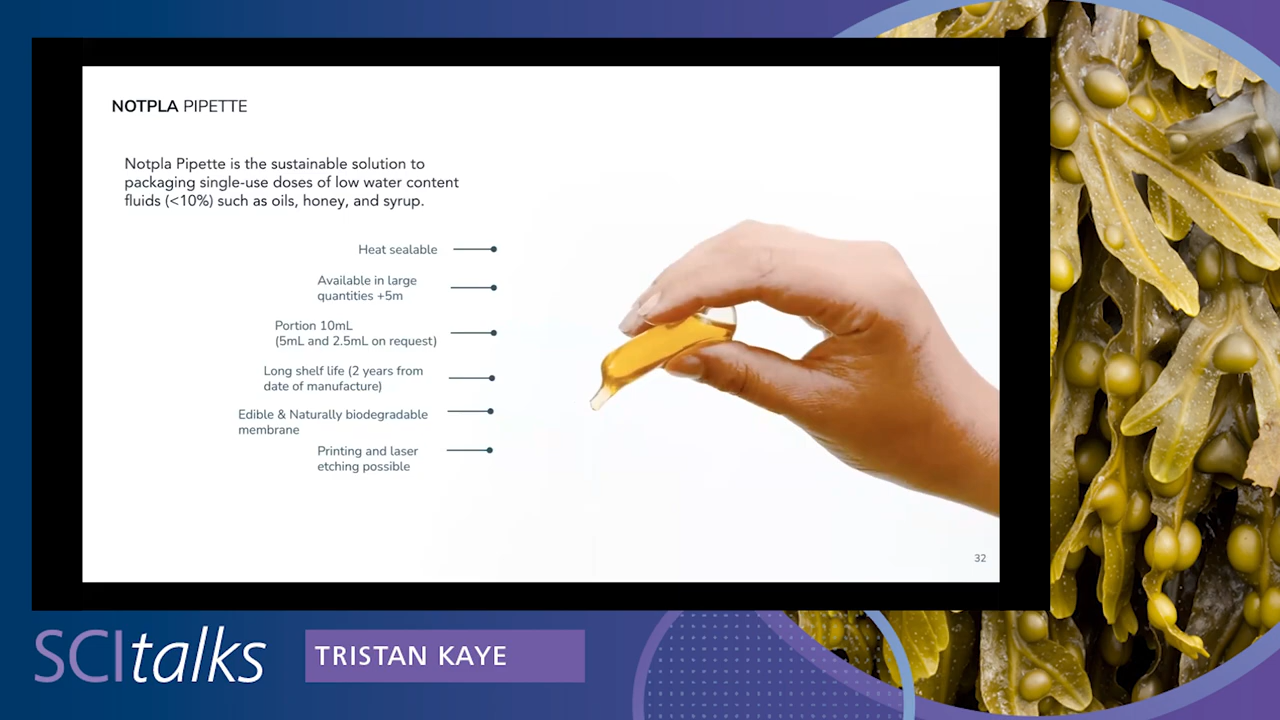 NOTPLA PIPETTE
Notpla Pipette is the sustainable solution to
packaging single-use doses of low water content
fluids (<10%) such as oils, honey, and syrup.
Heat sealable
Available in large
quantities +5m
Portion 10mL
(5mL and 2.5mL on request)
Long shelf life (2 years from
date of manufacture)
Edible & Naturally biodegradable
membrane
Printing and laser
etching possible
32
SCItalks
TRISTAN KAYE